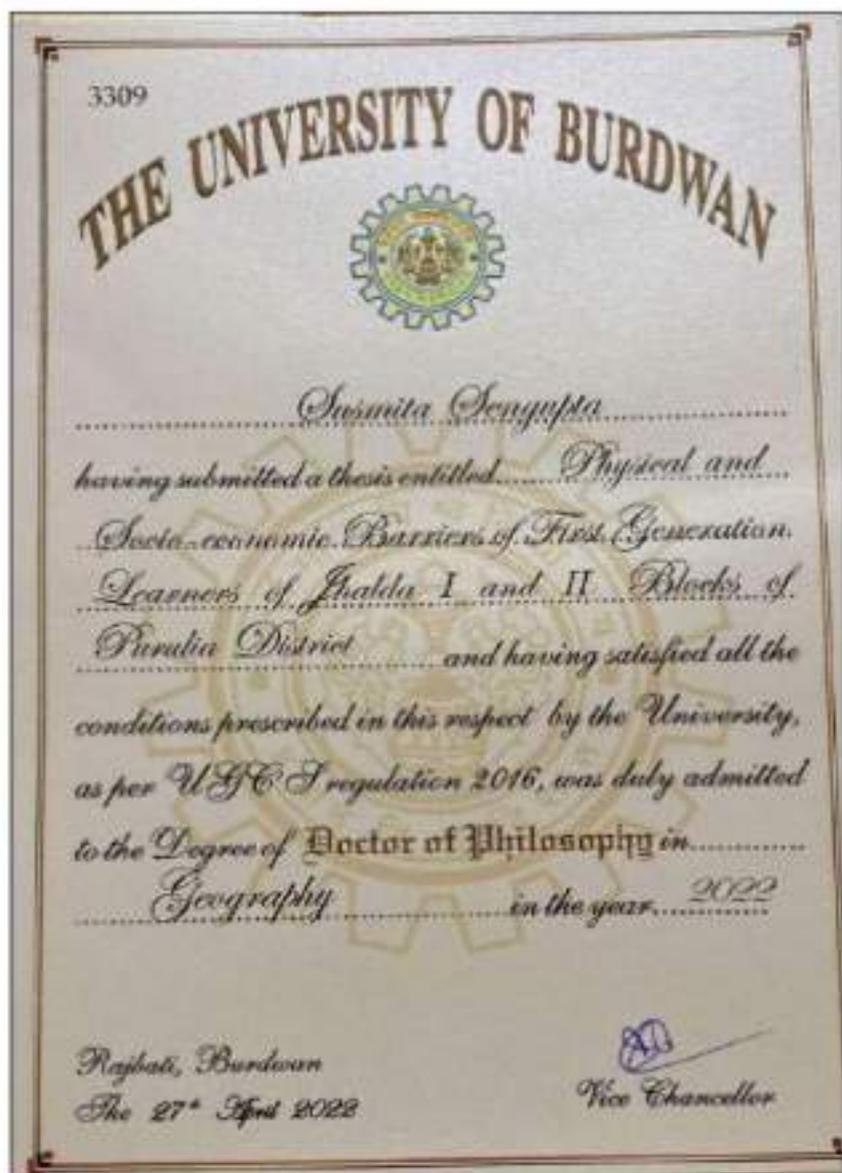 3309
THE UNIVERSITY OF BURDWAN
Susmita Sengupta
having submitted a thesis entitled Physical and
Socio-economic Barriers of First Generation
Learners of Jhalda I and II Blocks of
Purulia District and having satisfied all the
conditions prescribed in this respect by the University,
as per UGC'S regulation 2016, was duly admitted
to the Degree of Doctor of Philosophy in
Geography in the year 2022
Rajbati, Burdwan
The 27th April 2022
Vice Chancellor